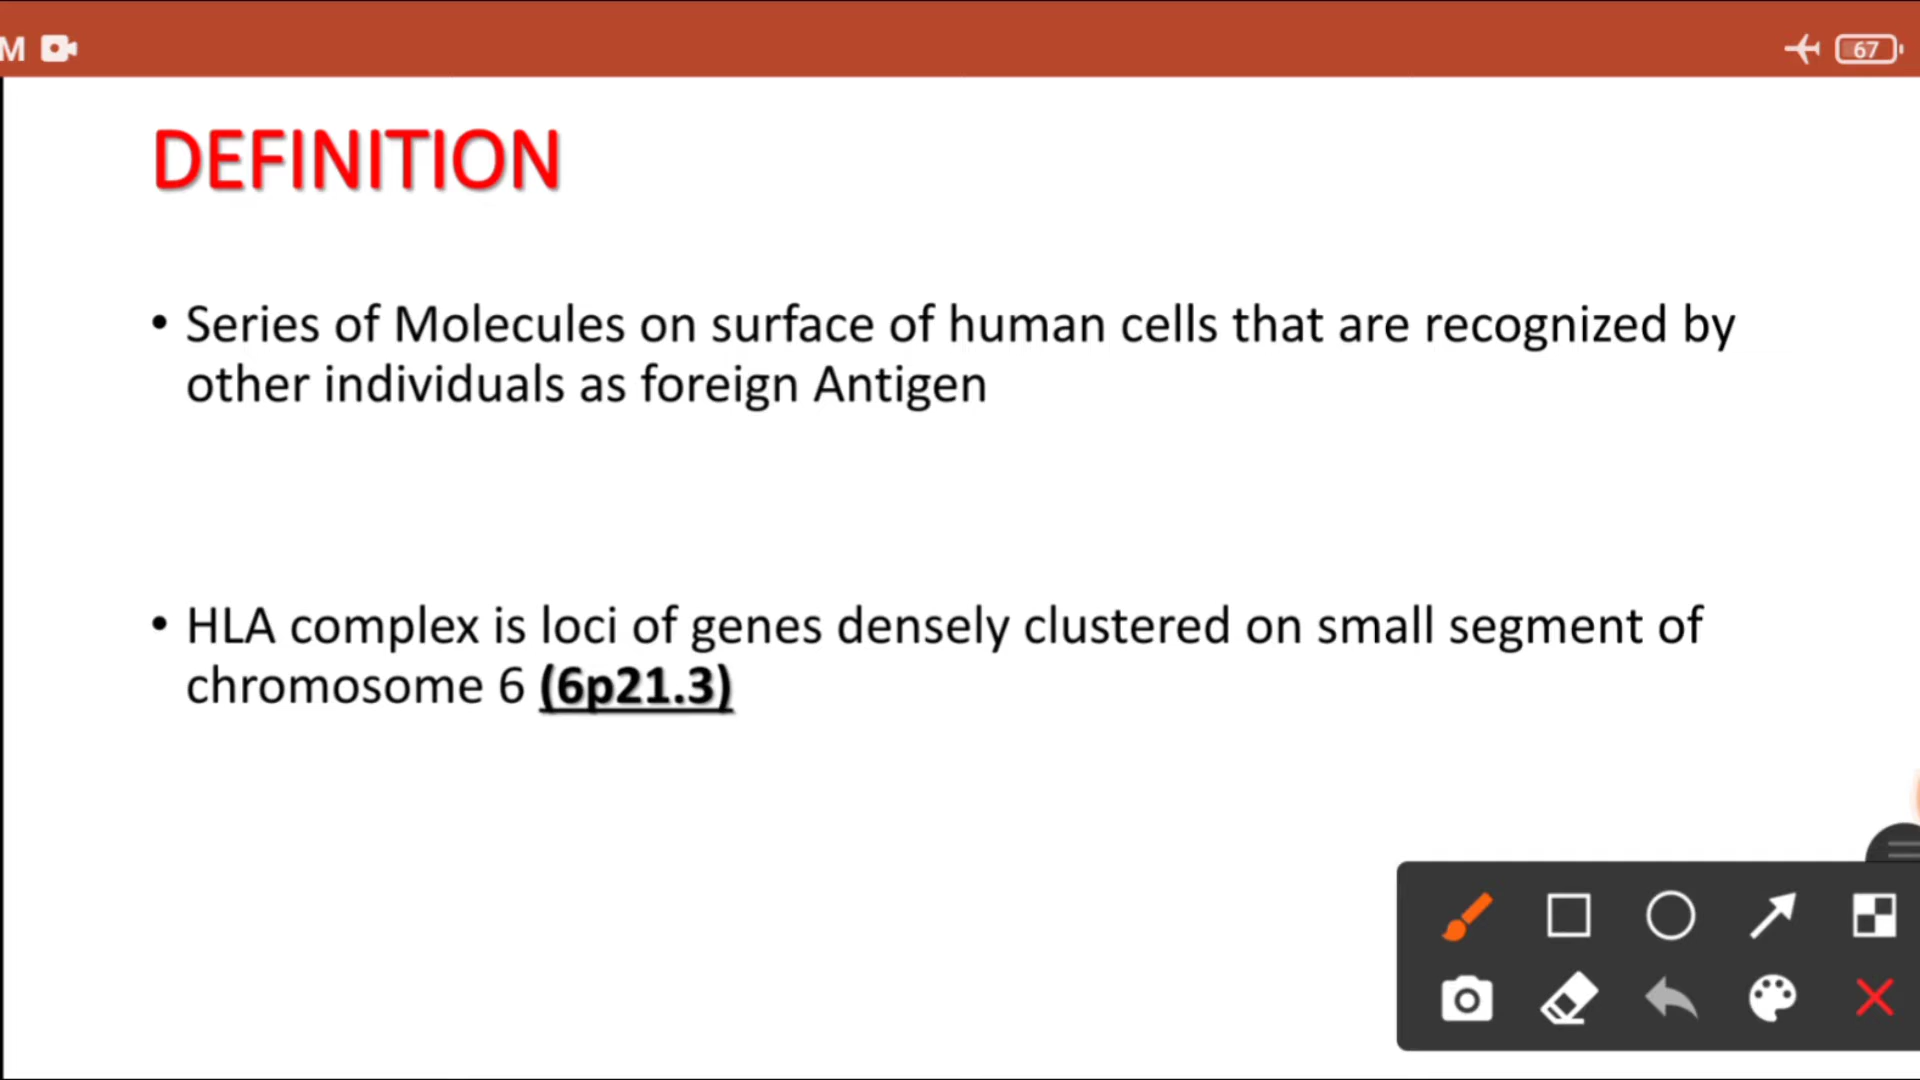 M
67
DEFINITION
• Series of Molecules on surface of human cells that are recognized by
other individuals as foreign Antigen
• HLA complex is loci of genes densely clustered on small segment of
chromosome 6 (6p21.3)